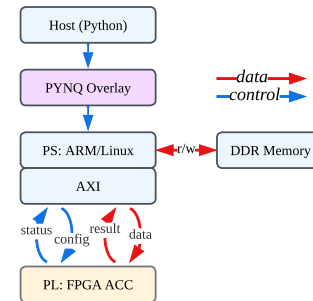 Host (Python)
PYNQ Overlay
data
control
PS: ARM/Linux
r/w
DDR Memory
AXI
status
config
result
data
PL: FPGA ACC